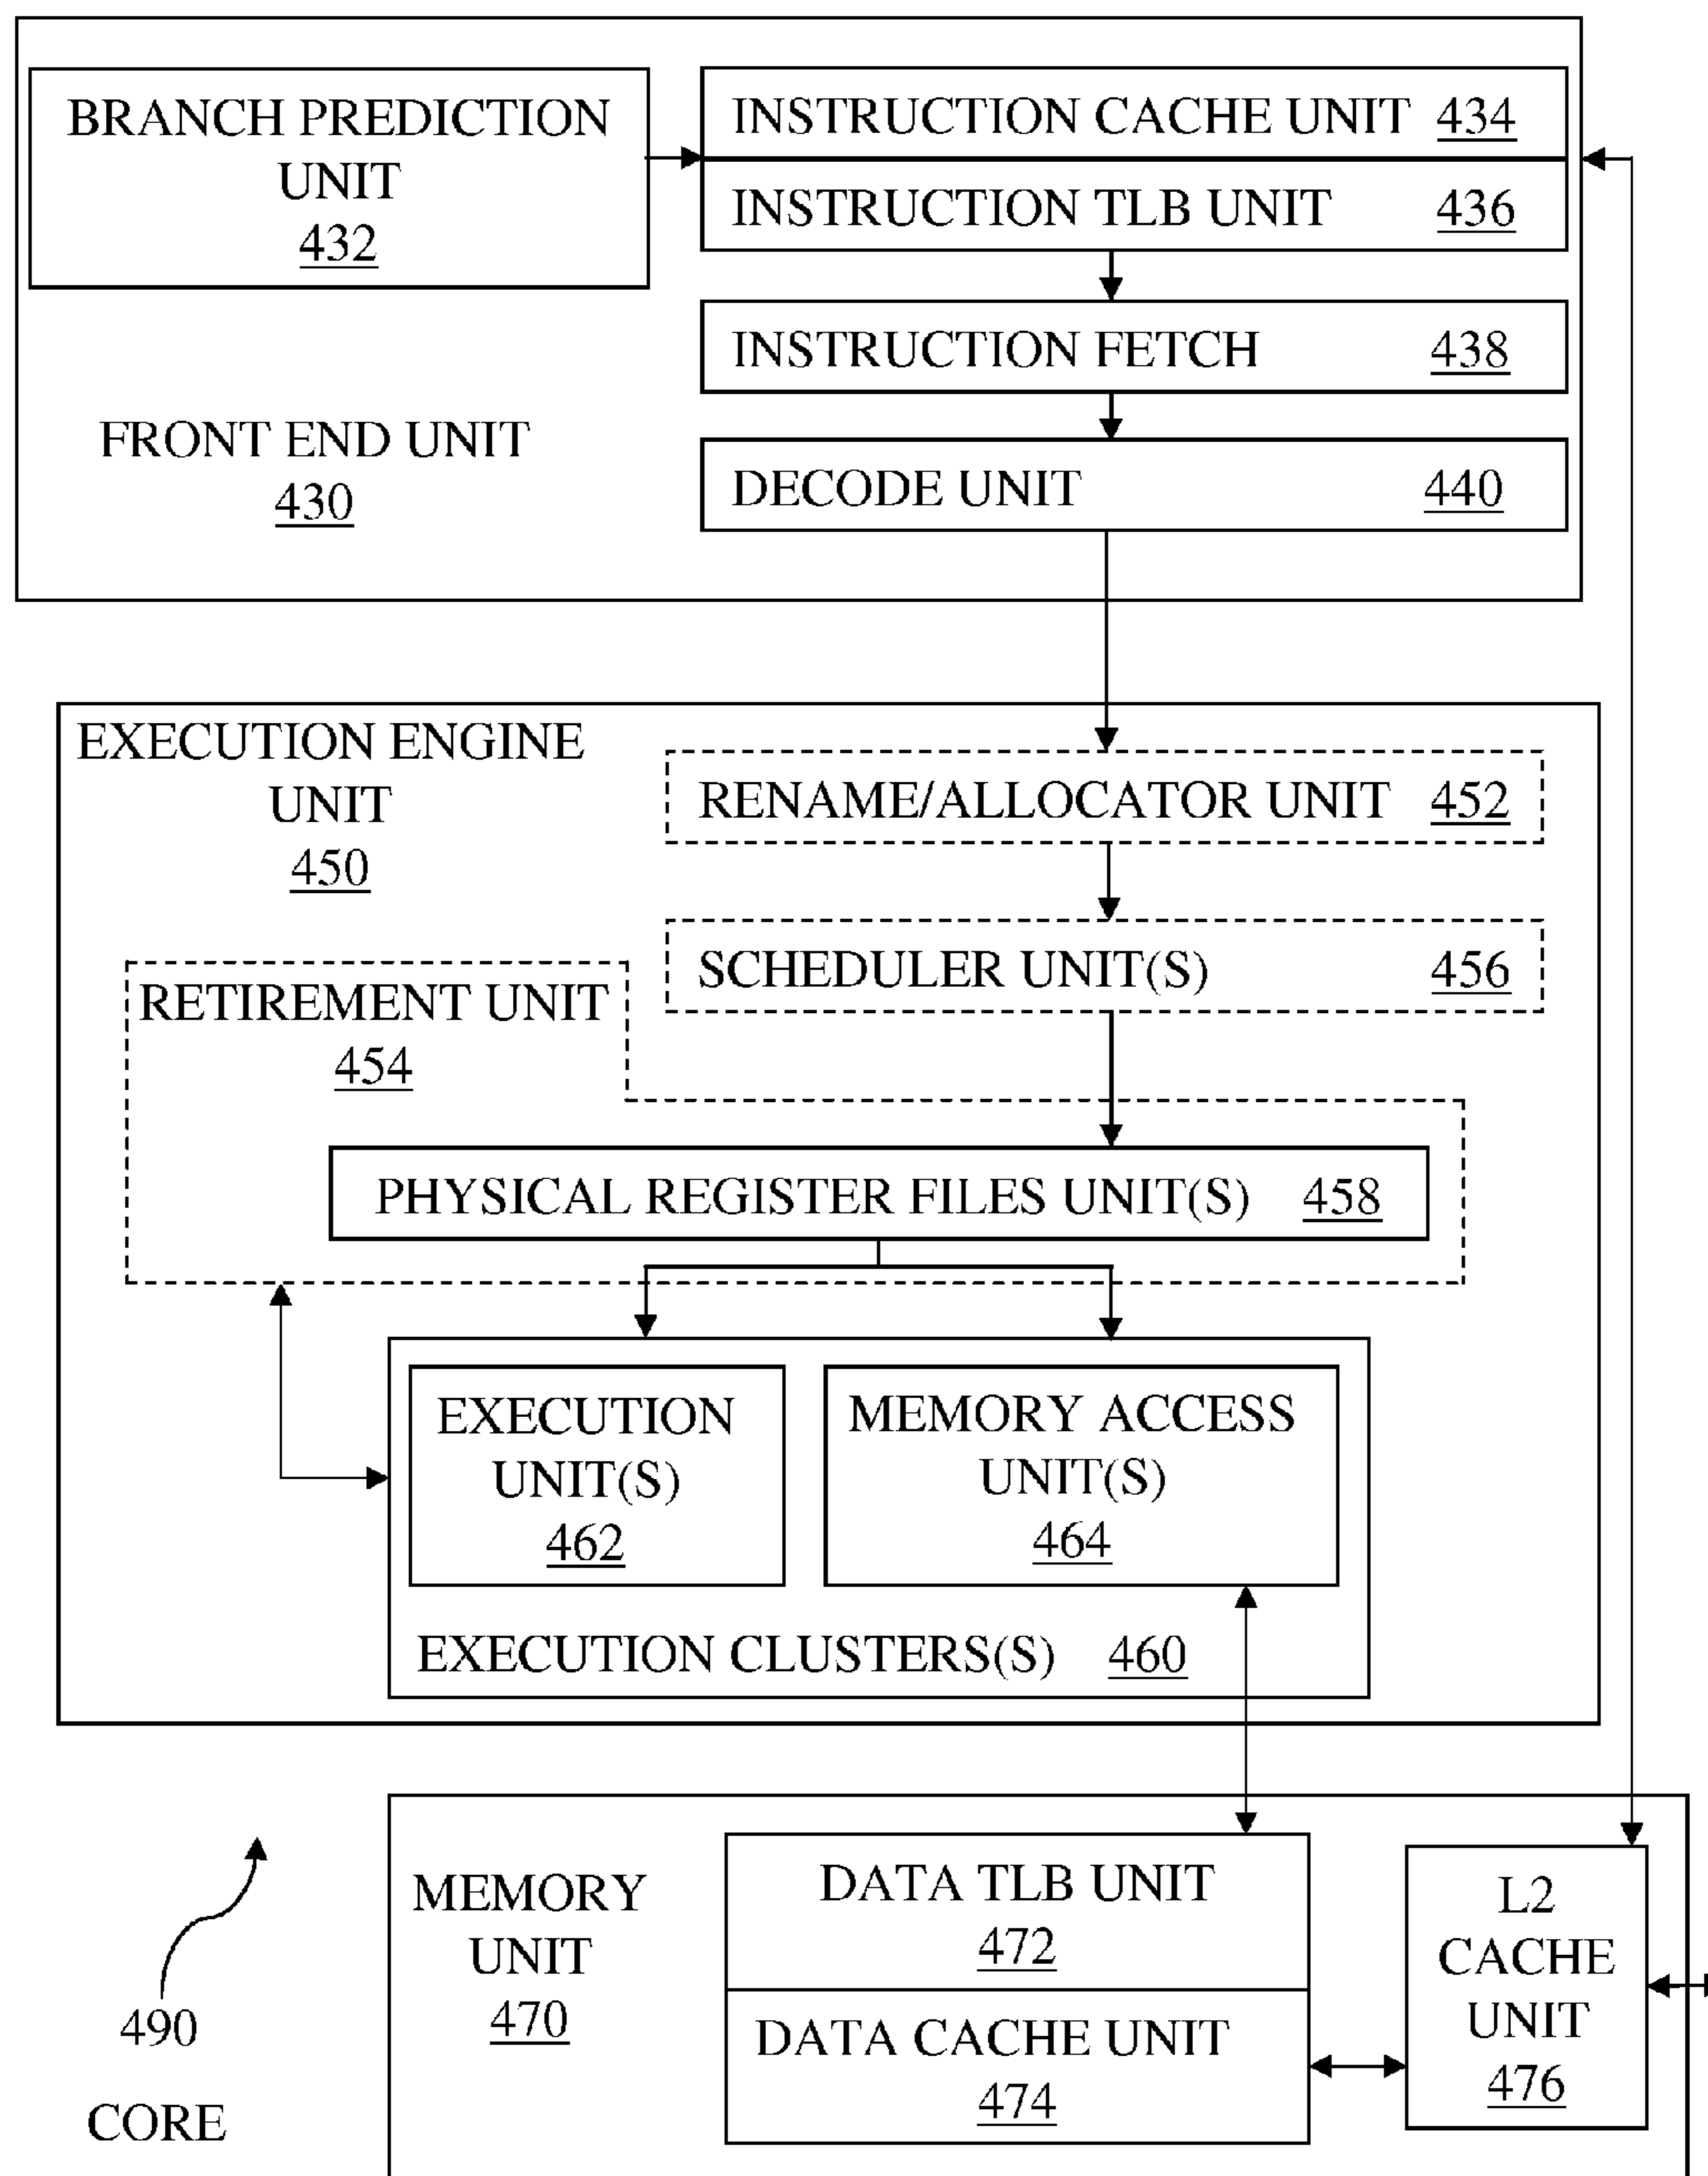 BRANCH PREDICTION
UNIT
432
INSTRUCTION CACHE UNIT 434
INSTRUCTION TLB UNIT 436
INSTRUCTION FETCH 438
FRONT END UNIT
430
DECODE UNIT 440
EXECUTION ENGINE
UNIT
450
RENAME/ALLOCATOR UNIT 452
SCHEDULER UNIT(S) 456
RETIREMENT UNIT
454
PHYSICAL REGISTER FILES UNIT(S) 458
EXECUTION
UNIT(S)
462
MEMORY ACCESS
UNIT(S)
464
EXECUTION CLUSTERS(S) 460
MEMORY
UNIT
470
DATA TLB UNIT
472
DATA CACHE UNIT
474
L2
CACHE
UNIT
476
490
CORE